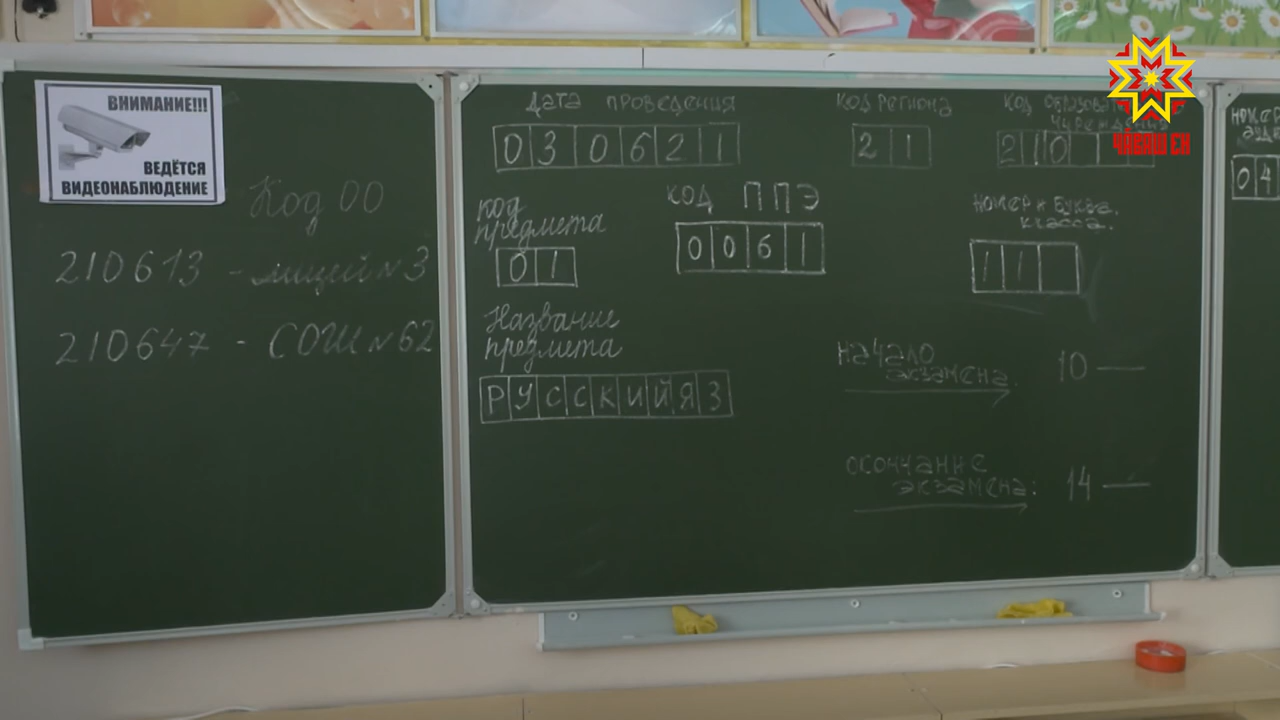 ВНИМАНИЕ!!!
ВЕДЁТСЯ
ВИДЕОНАБЛЮДЕНИЕ
Код ОО
210613 - лицей №3
210647 - СОШ №62
дата проведения
030621
код региона
21
код
учреждения
210
код
предмета
01
код ППЭ
0061
номер и буква
класса.
11
Название
предмета
РУССКИЙЯЗ
начало
экзамена.
10 —
окончание
экзамена:
14 —
номер
04
ЧӐВАШ ЕН